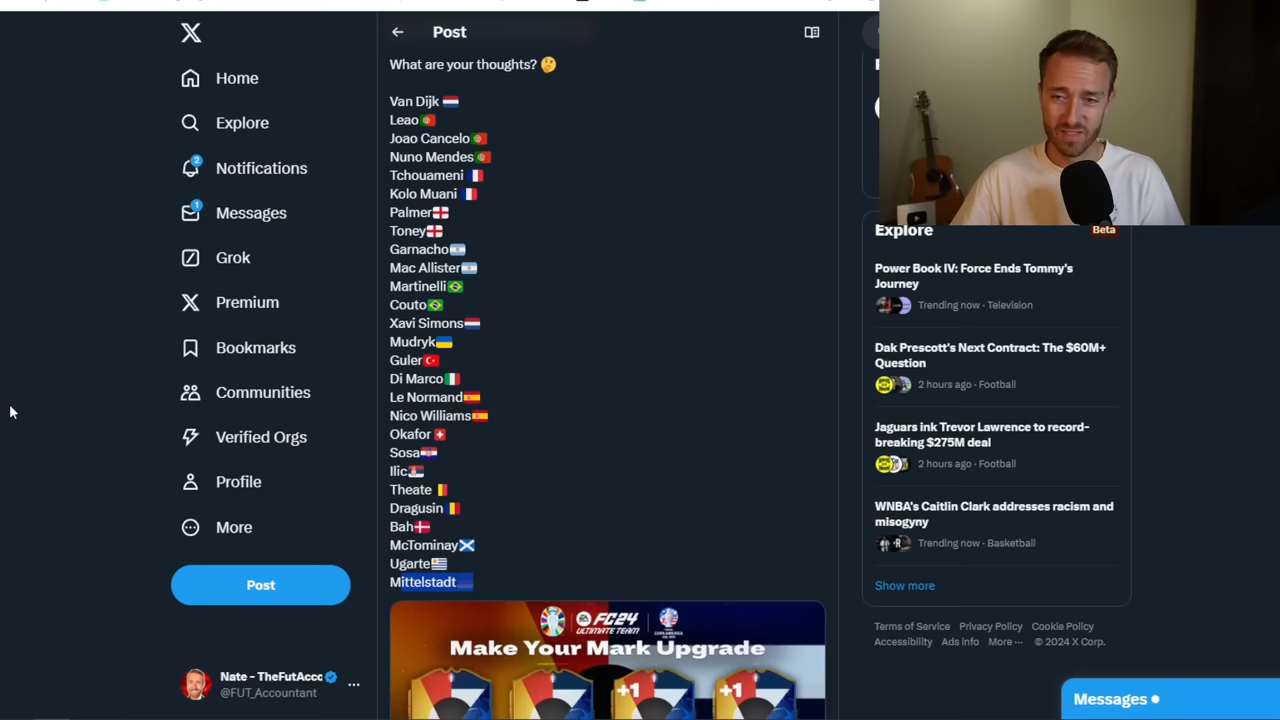 Post
What are your thoughts? 🤔
Van Dijk 🇳🇱
Leao 🇵🇹
Joao Cancelo 🇵🇹
Nuno Mendes 🇵🇹
Tchouameni 🇫🇷
Kolo Muani 🇫🇷
Palmer 🏴󠁧󠁢󠁥󠁮󠁧󠁿
Toney 🏴󠁧󠁢󠁥󠁮󠁧󠁿
Garnacho 🇦🇷
Mac Allister 🇦🇷
Martinelli 🇧🇷
Couto 🇧🇷
Xavi Simons 🇳🇱
Mudryk 🇺🇦
Guler 🇹🇷
Di Marco 🇮🇹
Le Normand 🇪🇸
Nico Williams 🇪🇸
Okafor 🇨🇭
Sosa 🇭🇷
Ilic 🇷🇸
Theate 🇧🇪
Dragusin 🇷🇴
Bah 🇩🇰
McTominay 🏴󠁧󠁢󠁳󠁣󠁴󠁿
Ugarte 🇺🇾
Mittelstadt
FC24
ULTIMATE TEAM
Make Your Mark Upgrade
+1 +1
Home
Explore
2
Notifications
1
Messages
Grok
Premium
Bookmarks
Communities
Verified Orgs
Profile
More
Post
Nate - TheFutAcco
@FUT_Accountant
Explore
Beta
Power Book IV: Force Ends Tommy's
Journey
Trending now · Television
Dak Prescott's Next Contract: The $60M+
Question
2 hours ago · Football
Jaguars ink Trevor Lawrence to record-
breaking $275M deal
2 hours ago · Football
WNBA's Caitlin Clark addresses racism and
misogyny
Trending now · Basketball
Show more
Terms of Service Privacy Policy Cookie Policy
Accessibility Ads info More ··· © 2024 X Corp.
Messages